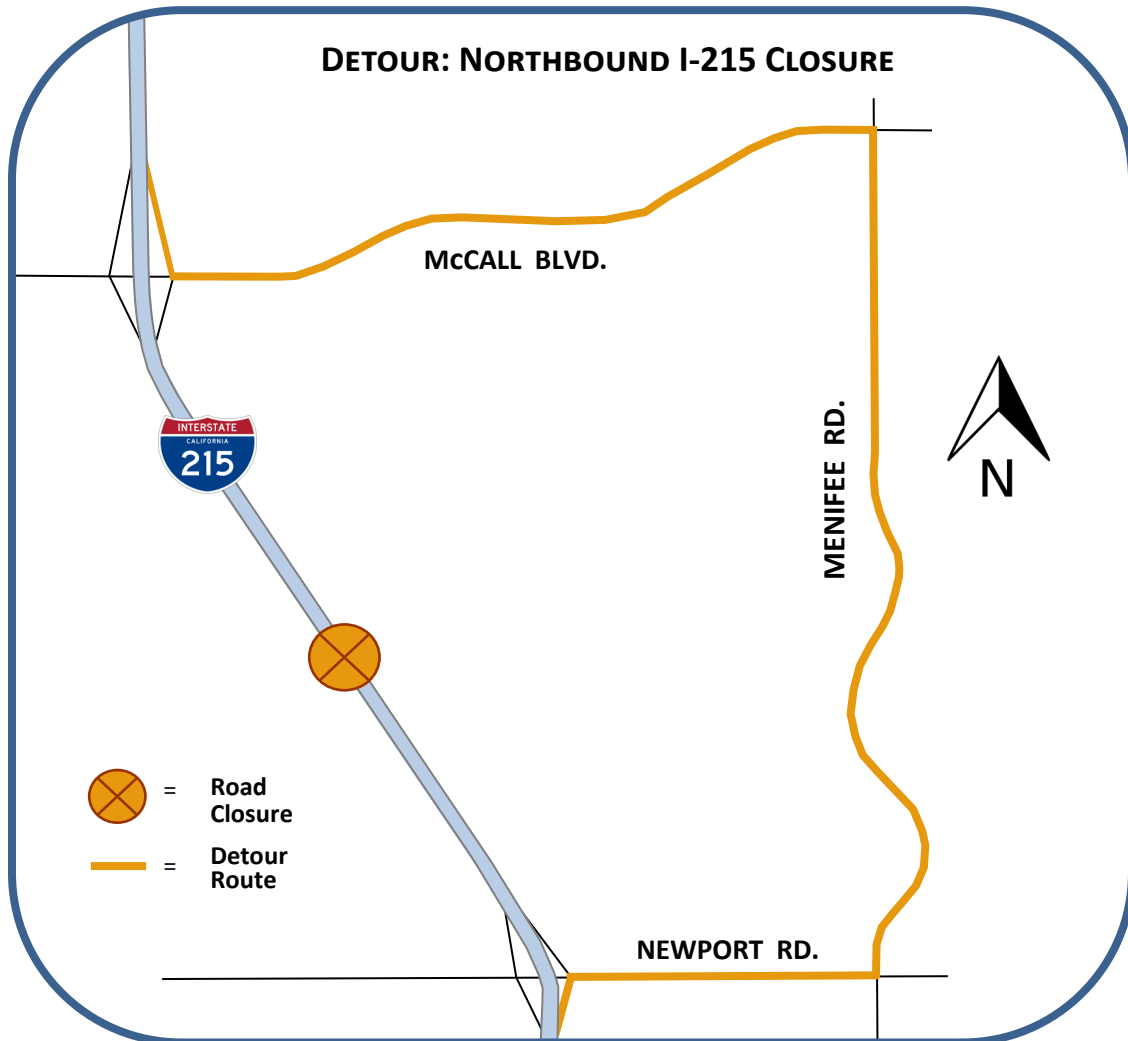 DETOUR: NORTHBOUND I-215 CLOSURE
McCALL BLVD.
INTERSTATE
CALIFORNIA
215
MENIFEE RD.
N
= Road
Closure
= Detour
Route
NEWPORT RD.